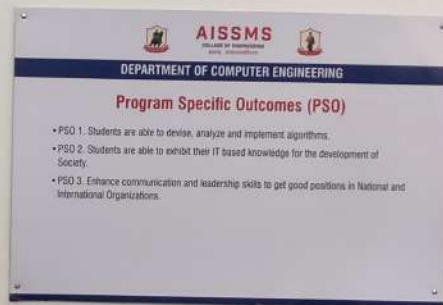 AISSMS
COLLEGE OF ENGINEERING
DEPARTMENT OF COMPUTER ENGINEERING
Program Specific Outcomes (PSO)
• PSO 1. Students are able to devise, analyze and implement algorithms.
• PSO 2. Students are able to exhibit their IT based knowledge for the development of
Society.
• PSO 3. Enhance communication and leadership skills to get good positions in National and
International Organizations.